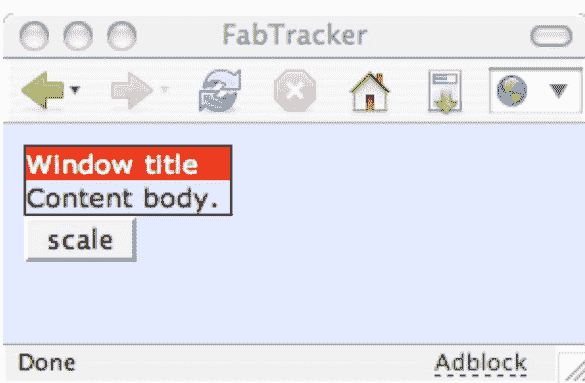 FabTracker
Window title
Content body.
scale
Done
Adblock